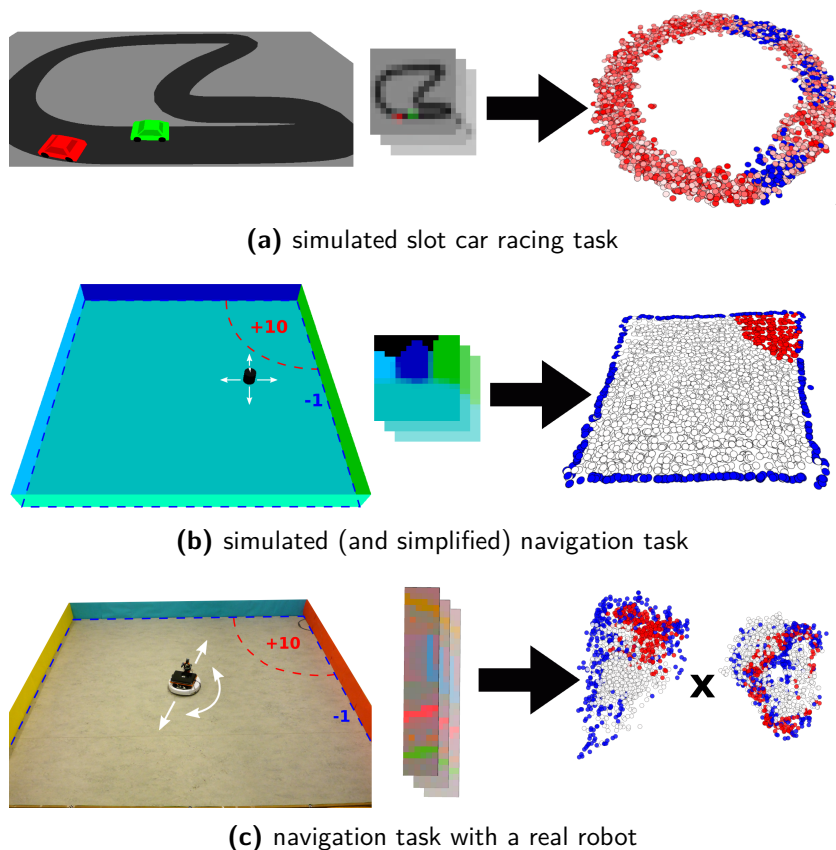 (a) simulated slot car racing task
+10
-1
(b) simulated (and simplified) navigation task
+10
-1
x
(c) navigation task with a real robot